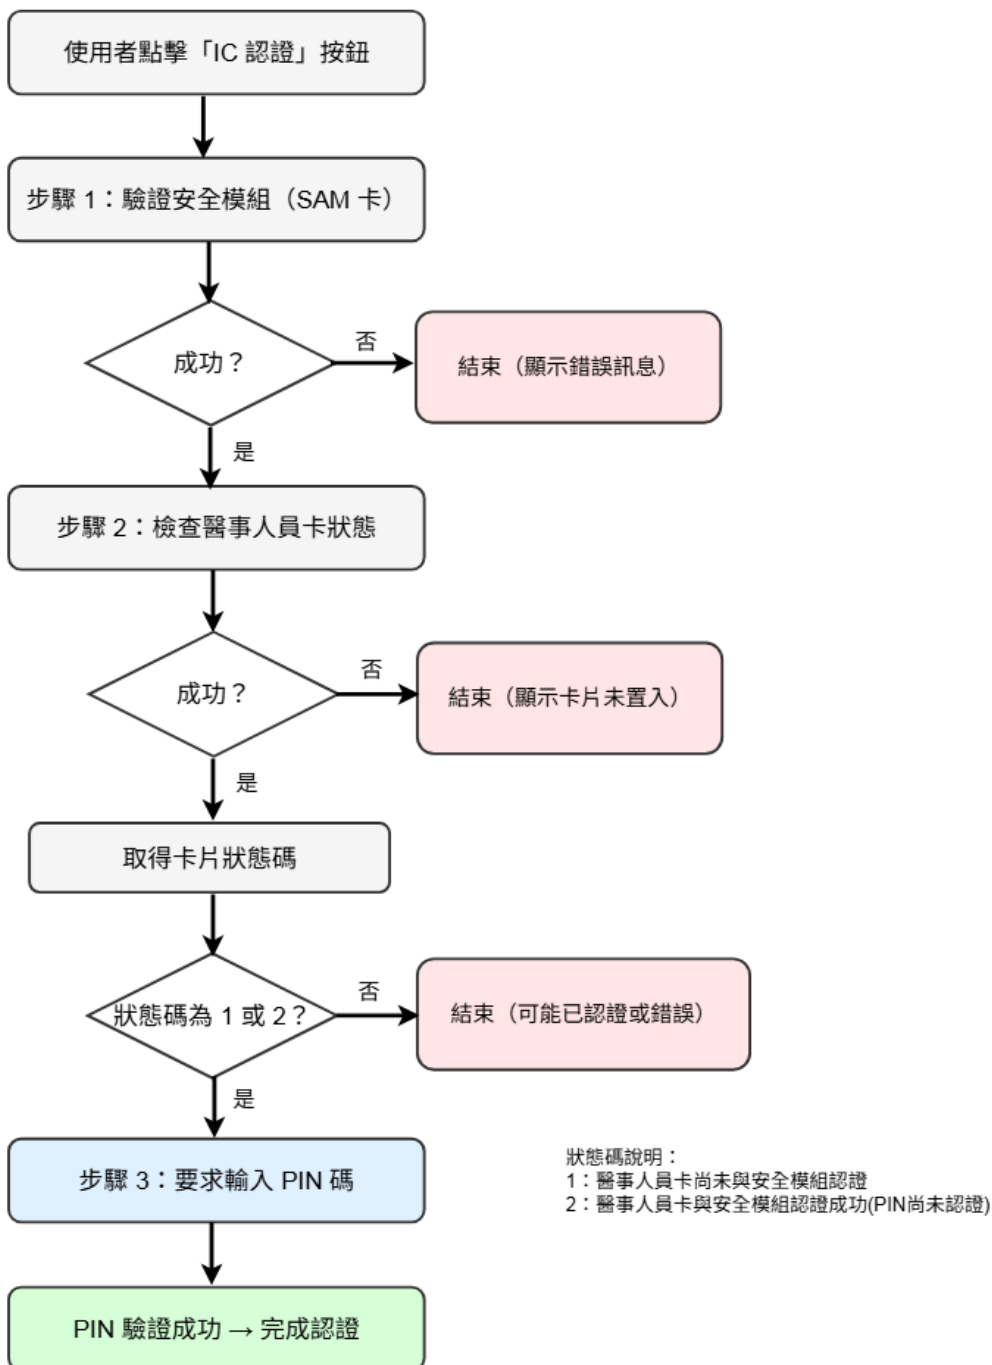 使用者點擊「IC 認證」按鈕
步驟 1：驗證安全模組（SAM 卡）
成功？
否
結束（顯示錯誤訊息）
是
步驟 2：檢查醫事人員卡狀態
成功？
否
結束（顯示卡片未置入）
是
取得卡片狀態碼
狀態碼為 1 或 2？
否
結束（可能已認證或錯誤）
是
步驟 3：要求輸入 PIN 碼
狀態碼說明：
1：醫事人員卡尚未與安全模組認證
2：醫事人員卡與安全模組認證成功(PIN尚未認證)
PIN 驗證成功 → 完成認證